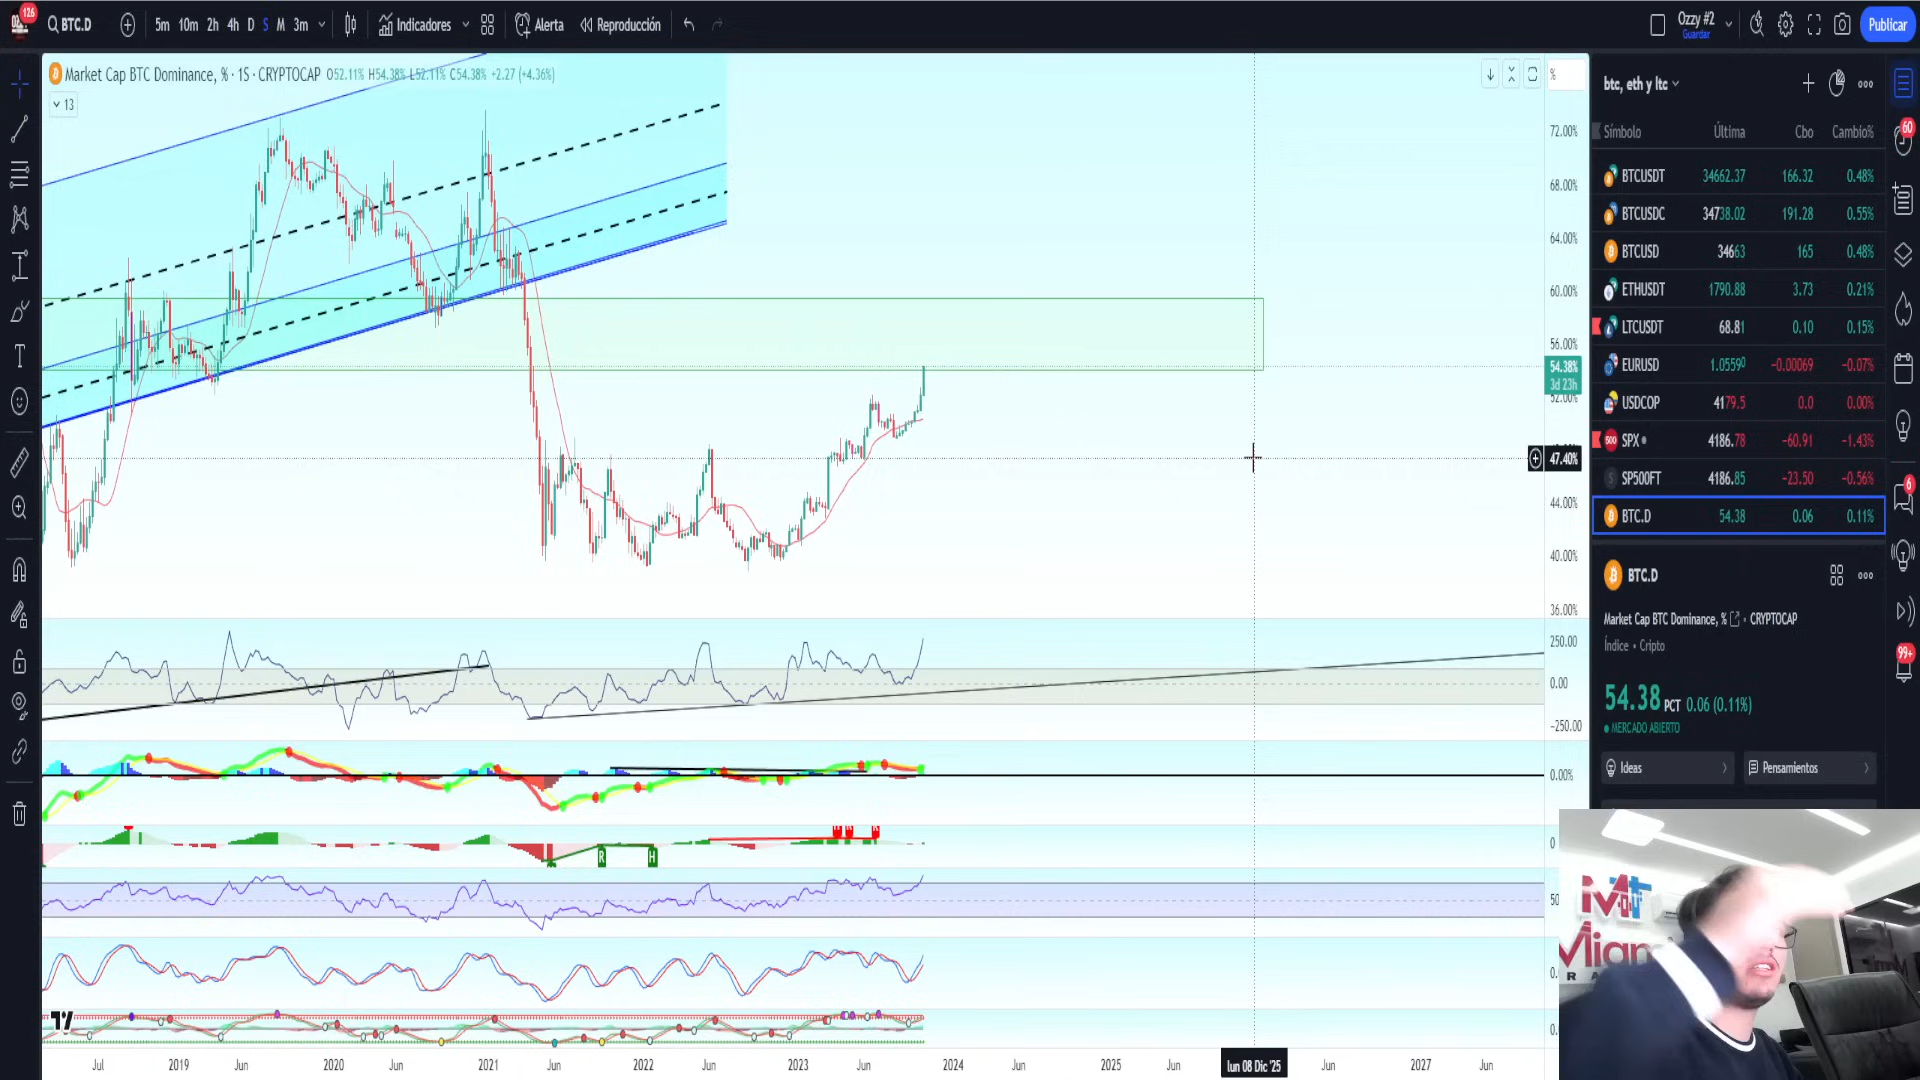 126
BTC.D
5m 10m 2h 4h D S M 3m
Indicadores
Alerta
Reproducción
Ozzy #2
Guardar
Publicar
Market Cap BTC Dominance, % · 1S · CRYPTOCAP O52.11% H54.38% L52.11% C54.38% +2.27 (+4.36%)
13
%
72.00%
68.00%
64.00%
60.00%
56.00%
54.38%
3d 23h
52.00%
47.40%
44.00%
40.00%
36.00%
250.00
0.00
−250.00
0.00%
0
50
R
H
Jul 2019 Jun 2020 Jun 2021 Jun 2022 Jun 2023 Jun 2024 Jun 2025 Jun lun 08 Dic '25 Jun 2027 Jun
btc, eth y ltc
Símbolo Última Cbo Cambio%
BTCUSDT 34662.37 166.32 0.48%
BTCUSDC 34738.02 191.28 0.55%
BTCUSD 34663 165 0.48%
ETHUSDT 1790.88 3.73 0.21%
LTCUSDT 68.81 0.10 0.15%
EURUSD 1.05590 −0.00069 −0.07%
USDCOP 4179.5 0.0 0.00%
500 SPX 4186.78 −60.91 −1.43%
SP500FT 4186.85 −23.50 −0.56%
BTC.D 54.38 0.06 0.11%
BTC.D
Market Cap BTC Dominance, % · CRYPTOCAP
Índice · Cripto
54.38 PCT 0.06 (0.11%)
MERCADO ABIERTO
Ideas
Pensamientos
60
6
99+